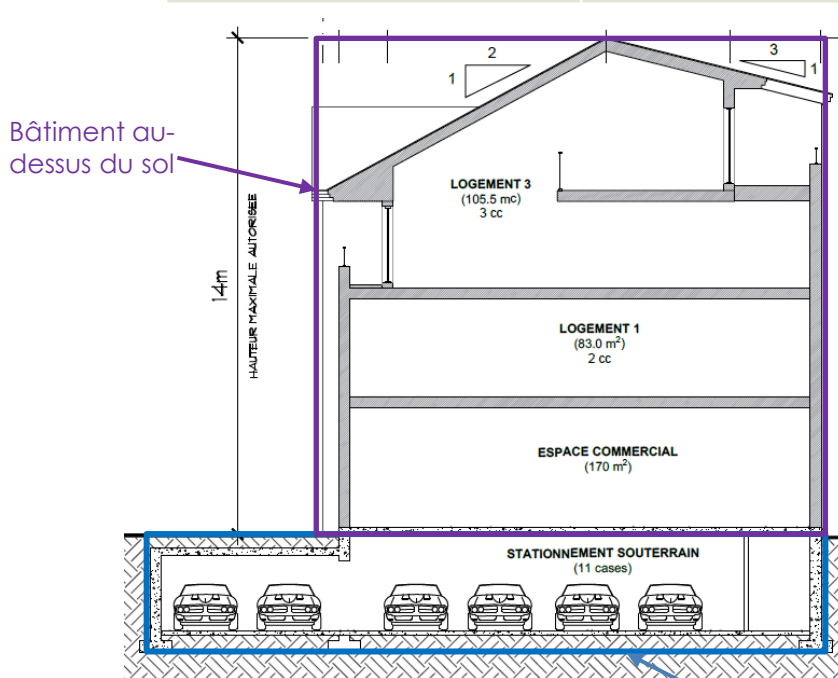 2
1
3
1
Bâtiment au-
dessus du sol
LOGEMENT 3
(105.5 mc)
3 cc
14m
HAUTEUR MAXIMALE AUTORISEE
LOGEMENT 1
(83.0 m²)
2 cc
ESPACE COMMERCIAL
(170 m²)
STATIONNEMENT SOUTERRAIN
(11 cases)